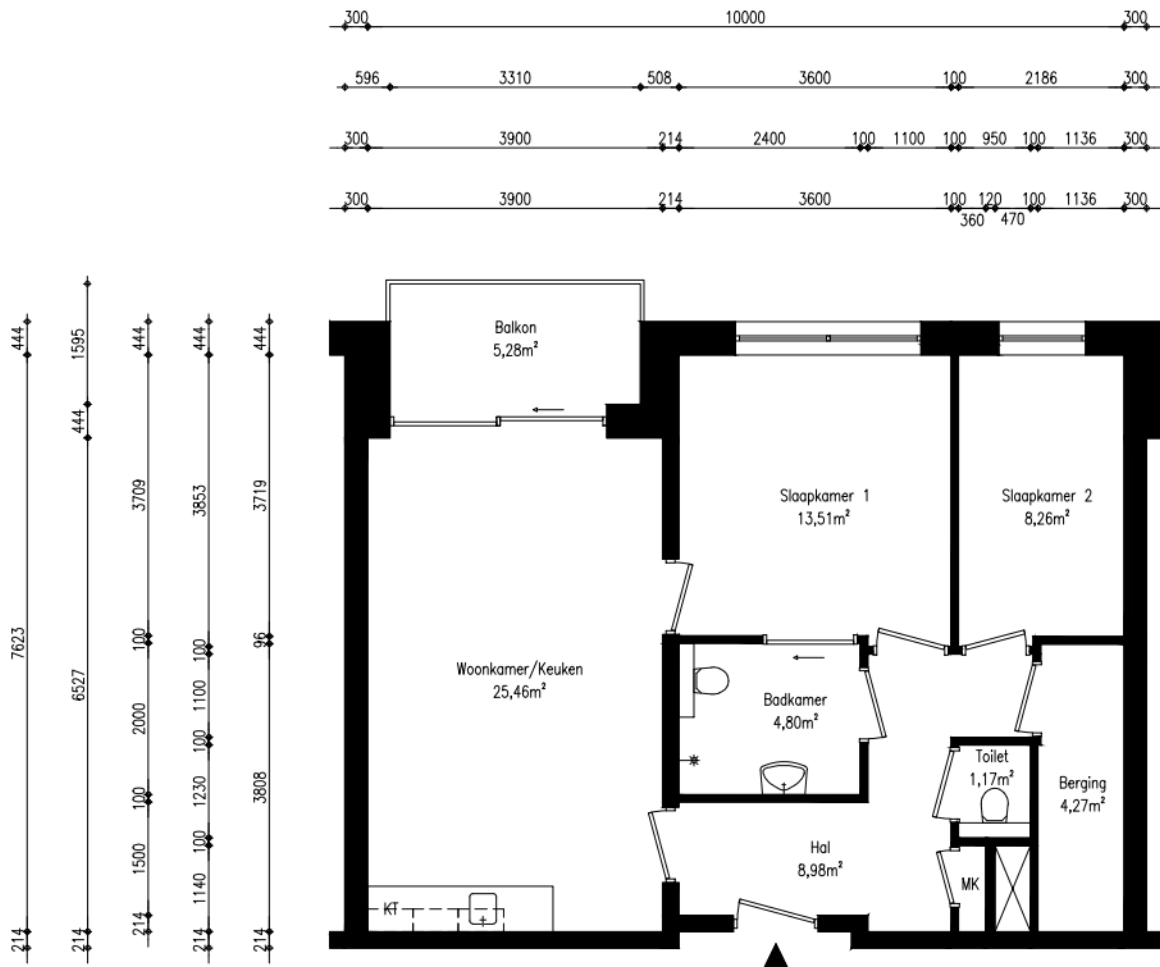 300 10000 300
596 3310 508 3600 100 2186 300
300 3900 214 2400 100 1100 100 950 100 1136 300
300 3900 214 3600 100 120 100 1136 300
360 470
444 7623 214
1595 444 6527 214
444 3709 100 2000 100 1500 214
444 3853 100 1100 100 1230 100 1140 214
444 3719 96 3808 214
Balkon
5,28m²
Slaapkamer 1
13,51m²
Slaapkamer 2
8,26m²
Woonkamer/Keuken
25,46m²
Badkamer
4,80m²
Toilet
1,17m²
Berging
4,27m²
Hal
8,98m²
MK
KT